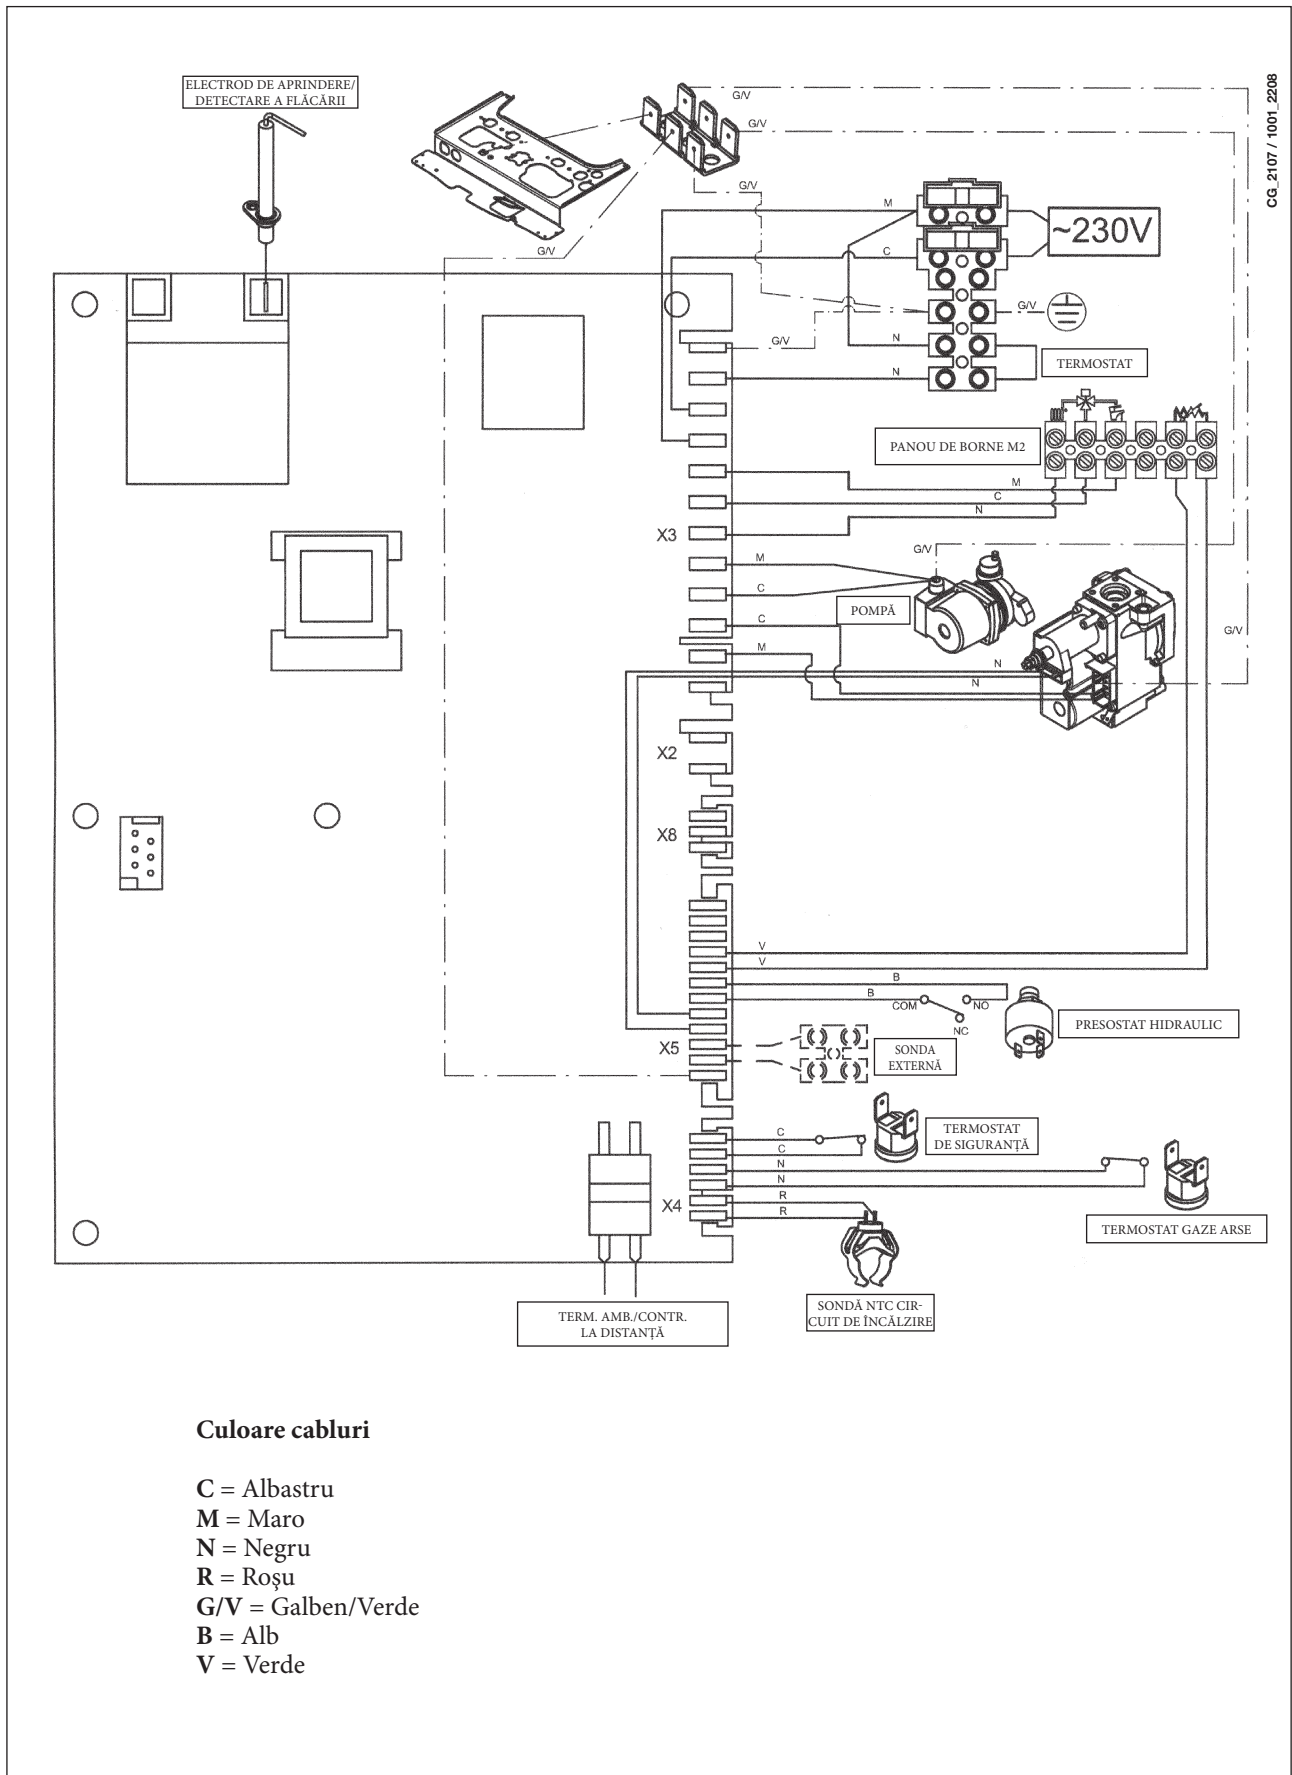 ELECTROD DE APRINDERE/
DETECTARE A FLĂCĂRII
CG_2107 / 1001_2208
G/V
G/V
G/V
M
~230V
G/V
C
G/V
G/V
N
TERMOSTAT
N
PANOU DE BORNE M2
M
C
N
X3
G/V
M
POMPĂ
C
C
G/V
M
N
N
X2
X8
V
V
B
B
COM
NO
NC
PRESOSTAT HIDRAULIC
X5
SONDA
EXTERNĂ
C
TERMOSTAT
DE SIGURANȚĂ
C
N
N
R
X4
R
TERMOSTAT GAZE ARSE
TERM. AMB./CONTR.
LA DISTANȚĂ
SONDĂ NTC CIR-
CUIT DE ÎNCĂLZIRE
Culoare cabluri
C = Albastru
M = Maro
N = Negru
R = Roşu
G/V = Galben/Verde
B = Alb
V = Verde